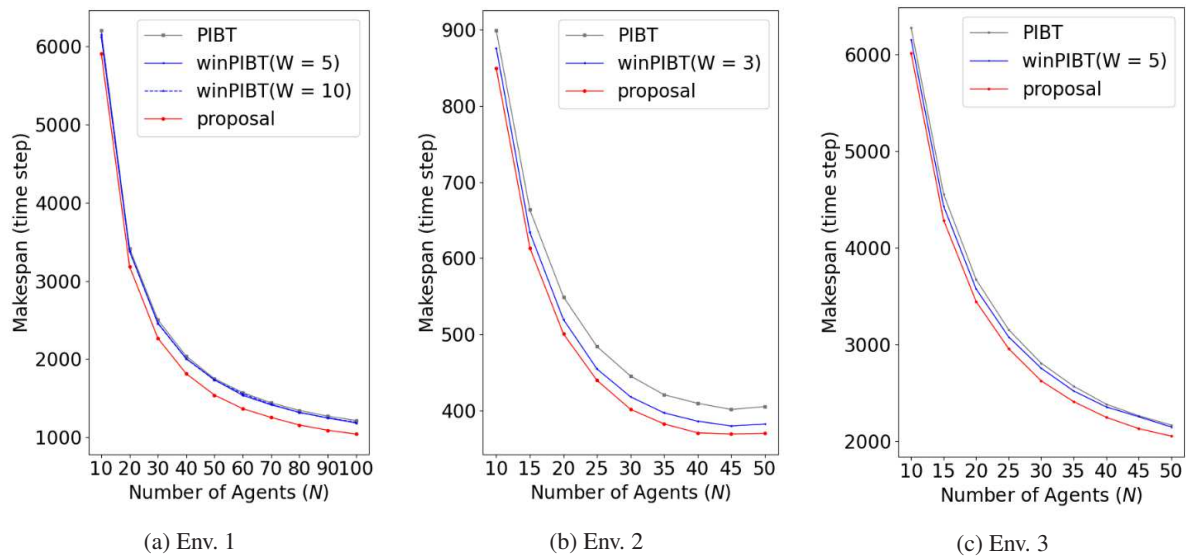 PIBT
winPIBT(W = 5)
winPIBT(W = 10)
proposal
6000
5000
4000
3000
2000
1000
Makespan (time step)
10 20 30 40 50 60 70 80 90100
Number of Agents (N)
(a) Env. 1
PIBT
winPIBT(W = 3)
proposal
900
800
700
600
500
400
Makespan (time step)
10 15 20 25 30 35 40 45 50
Number of Agents (N)
(b) Env. 2
PIBT
winPIBT(W = 5)
proposal
6000
5000
4000
3000
2000
Makespan (time step)
10 15 20 25 30 35 40 45 50
Number of Agents (N)
(c) Env. 3